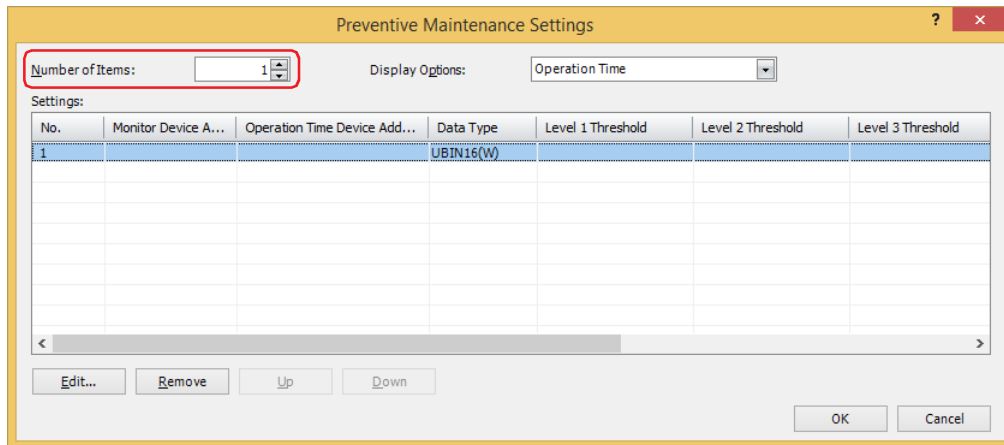 Preventive Maintenance Settings ? ×
Number of Items: 1 Display Options: Operation Time
Settings:
No. Monitor Device A... Operation Time Device Add... Data Type Level 1 Threshold Level 2 Threshold Level 3 Threshold
1 UBIN16(W)
Edit... Remove Up Down
OK Cancel